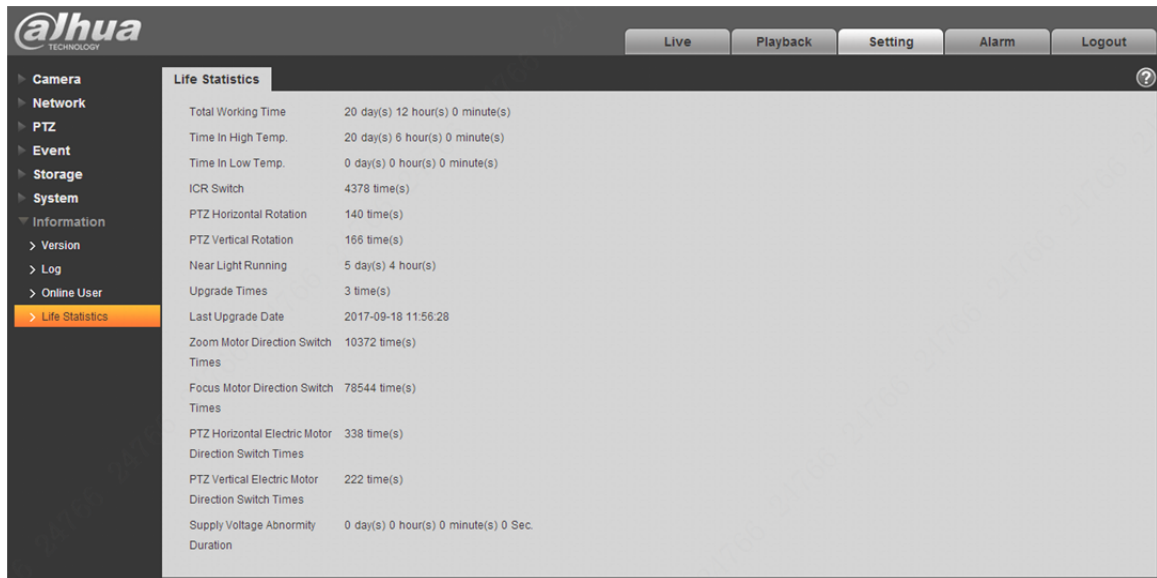 alhua
TECHNOLOGY
Live Playback Setting Alarm Logout
Camera
Network
PTZ
Event
Storage
System
Information
Version
Log
Online User
Life Statistics
Life Statistics
?
Total Working Time 20 day(s) 12 hour(s) 0 minute(s)
Time In High Temp. 20 day(s) 6 hour(s) 0 minute(s)
Time In Low Temp. 0 day(s) 0 hour(s) 0 minute(s)
ICR Switch 4378 time(s)
PTZ Horizontal Rotation 140 time(s)
PTZ Vertical Rotation 166 time(s)
Near Light Running 5 day(s) 4 hour(s)
Upgrade Times 3 time(s)
Last Upgrade Date 2017-09-18 11:56:28
Zoom Motor Direction Switch 10372 time(s)
Times
Focus Motor Direction Switch 78544 time(s)
Times
PTZ Horizontal Electric Motor 338 time(s)
Direction Switch Times
PTZ Vertical Electric Motor 222 time(s)
Direction Switch Times
Supply Voltage Abnormity 0 day(s) 0 hour(s) 0 minute(s) 0 Sec.
Duration